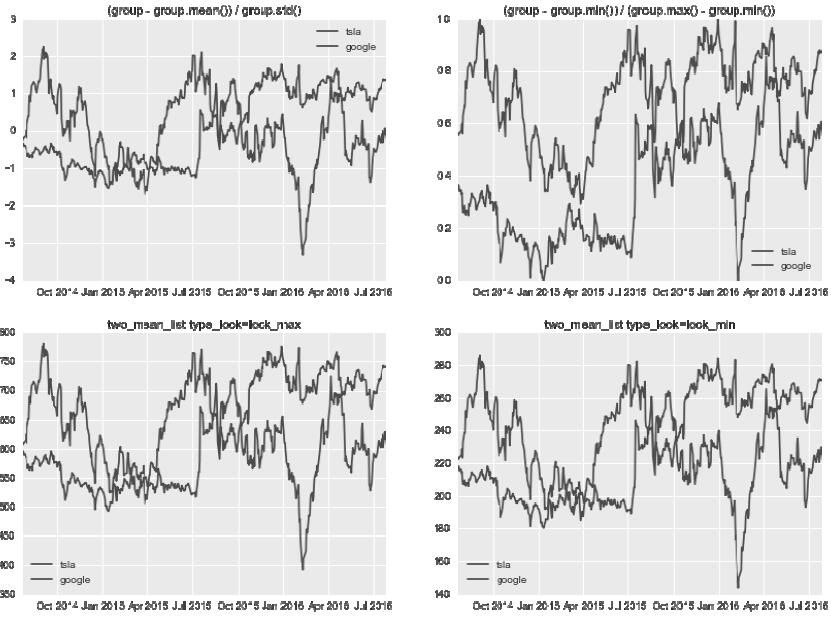 (group - group.mean()) / group.std()
3
2
1
0
−1
−2
−3
−4
tsla
google
Oct 2014 Jan 2015 Apr 2015 Jul 2015 Oct 2015 Jan 2016 Apr 2016 Jul 2016
(group - group.min()) / (group.max() - group.min())
1.0
0.8
0.6
0.4
0.2
0.0
tsla
google
Oct 2014 Jan 2015 Apr 2015 Jul 2015 Oct 2015 Jan 2016 Apr 2016 Jul 2016
two_mean_list type_look=look_max
800
750
700
650
600
550
500
450
400
350
tsla
google
Oct 2014 Jan 2015 Apr 2015 Jul 2015 Oct 2015 Jan 2016 Apr 2016 Jul 2016
two_mean_list type_look=look_min
300
280
260
240
220
200
180
160
140
tsla
google
Oct 2014 Jan 2015 Apr 2015 Jul 2015 Oct 2015 Jan 2016 Apr 2016 Jul 2016